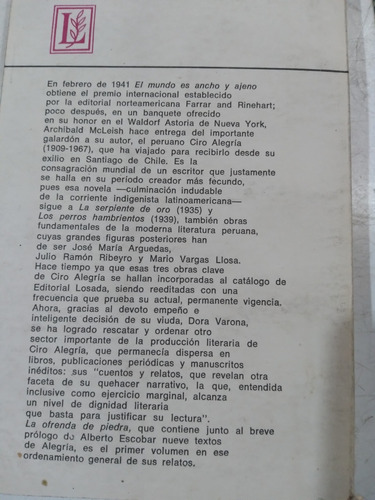 L
En febrero de 1941 El mundo es ancho y ajeno
obtiene el premio internacional establecido
por la editorial norteamericana Farrar and Rinehart;
poco después, en un banquete ofrecido
en su honor en el Waldorf Astoria de Nueva York,
Archibald McLeish hace entrega del importante
galardón a su autor, el peruano Ciro Alegría
(1909-1967), que ha viajado para recibirlo desde su
exilio en Santiago de Chile. Es la
consagración mundial de un escritor que justamente
se halla en su período creador más fecundo,
pues esa novela —culminación indudable
de la corriente indigenista latinoamericana—
sigue a La serpiente de oro (1935) y
Los perros hambrientos (1939), también obras
fundamentales de la moderna literatura peruana,
cuyas grandes figuras posteriores han
de ser José María Arguedas,
Julio Ramón Ribeyro y Mario Vargas Llosa.
Hace tiempo ya que esas tres obras clave
de Ciro Alegría se hallan incorporadas al catálogo de
Editorial Losada, siendo reeditadas con una
frecuencia que prueba su actual, permanente vigencia.
Ahora, gracias al devoto empeño e
inteligente decisión de su viuda, Dora Varona,
se ha logrado rescatar y ordenar otro
sector importante de la producción literaria de
Ciro Alegría, que permanecía dispersa en
libros, publicaciones periódicas y manuscritos
inéditos: sus "cuentos y relatos, que revelan otra
faceta de su quehacer narrativo, la que, entendida
inclusive como ejercicio marginal, alcanza
un nivel de dignidad literaria
que basta para justificar su lectura".
La ofrenda de piedra, que contiene junto al breve
prólogo de Alberto Escobar nueve textos
de Alegría, es el primer volumen en ese
ordenamiento general de sus relatos.